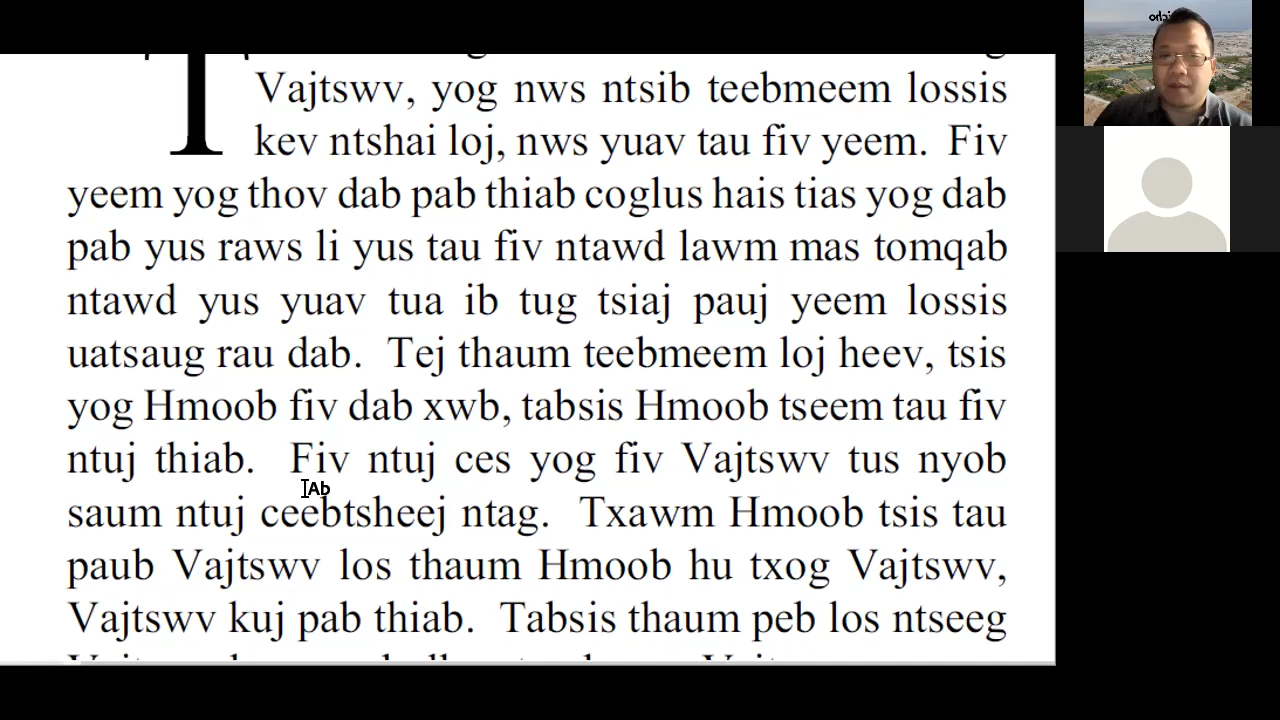 Vajtswv, yog nws ntsib teebmeem lossis
kev ntshai loj, nws yuav tau fiv yeem. Fiv
yeem yog thov dab pab thiab coglus hais tias yog dab
pab yus raws li yus tau fiv ntawd lawm mas tomqab
ntawd yus yuav tua ib tug tsiaj pauj yeem lossis
uatsaug rau dab. Tej thaum teebmeem loj heev, tsis
yog Hmoob fiv dab xwb, tabsis Hmoob tseem tau fiv
ntuj thiab. Fiv ntuj ces yog fiv Vajtswv tus nyob
Ab
saum ntuj ceebtsheej ntag. Txawm Hmoob tsis tau
paub Vajtswv los thaum Hmoob hu txog Vajtswv,
Vajtswv kuj pab thiab. Tabsis thaum peb los ntseeg